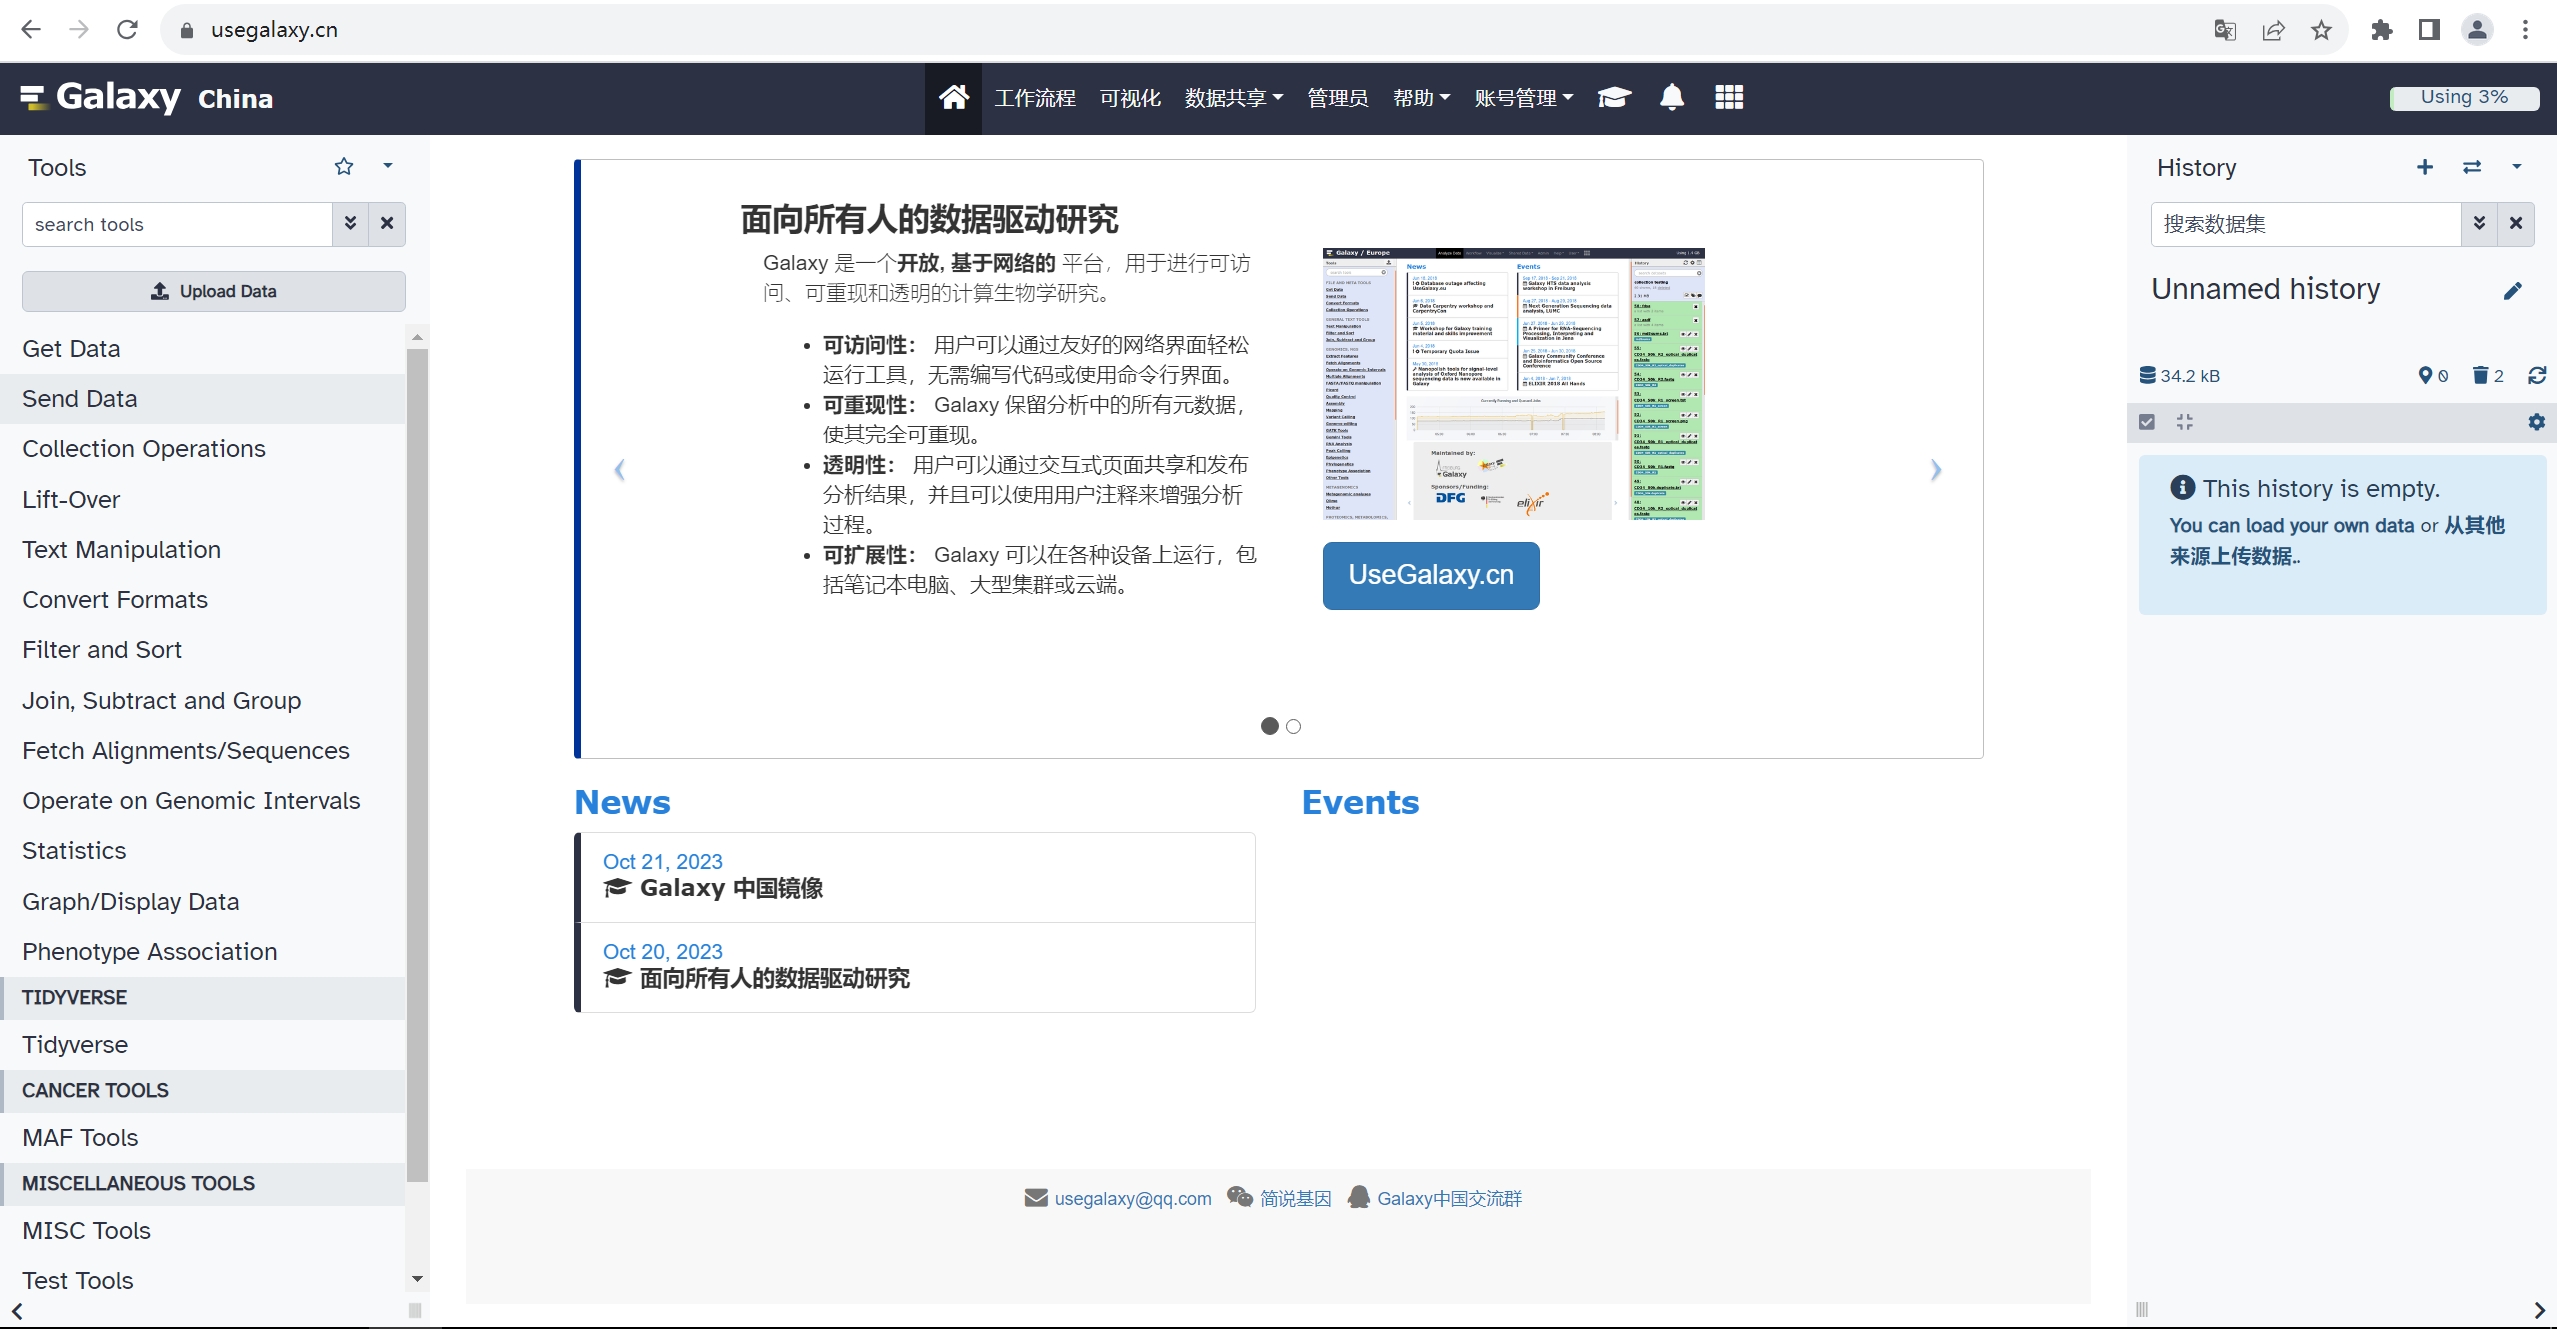 usegalaxy.cn
Galaxy China
工作流程 可视化 数据共享 管理员 帮助 账号管理
Using 3%
Tools
search tools
Upload Data
Get Data
Send Data
Collection Operations
Lift-Over
Text Manipulation
Convert Formats
Filter and Sort
Join, Subtract and Group
Fetch Alignments/Sequences
Operate on Genomic Intervals
Statistics
Graph/Display Data
Phenotype Association
TIDYVERSE
Tidyverse
CANCER TOOLS
MAF Tools
MISCELLANEOUS TOOLS
MISC Tools
Test Tools
面向所有人的数据驱动研究
Galaxy 是一个开放, 基于网络的 平台，用于进行可访
问、可重现和透明的计算生物学研究。
• 可访问性： 用户可以通过友好的网络界面轻松
运行工具，无需编写代码或使用命令行界面。
• 可重现性： Galaxy 保留分析中的所有元数据，
使其完全可重现。
• 透明性： 用户可以通过交互式页面共享和发布
分析结果，并且可以使用用户注释来增强分析
过程。
• 可扩展性： Galaxy 可以在各种设备上运行，包
括笔记本电脑、大型集群或云端。
Galaxy / Europe
News
Events
Maintained by:
Galaxy
Sponsors/Funding:
DFG
elixir
UseGalaxy.cn
News
Oct 21, 2023
Galaxy 中国镜像
Oct 20, 2023
面向所有人的数据驱动研究
Events
usegalaxy@qq.com 简说基因 Galaxy中国交流群
History
搜索数据集
Unnamed history
34.2 kB
0 2
This history is empty.
You can load your own data or 从其他
来源上传数据..